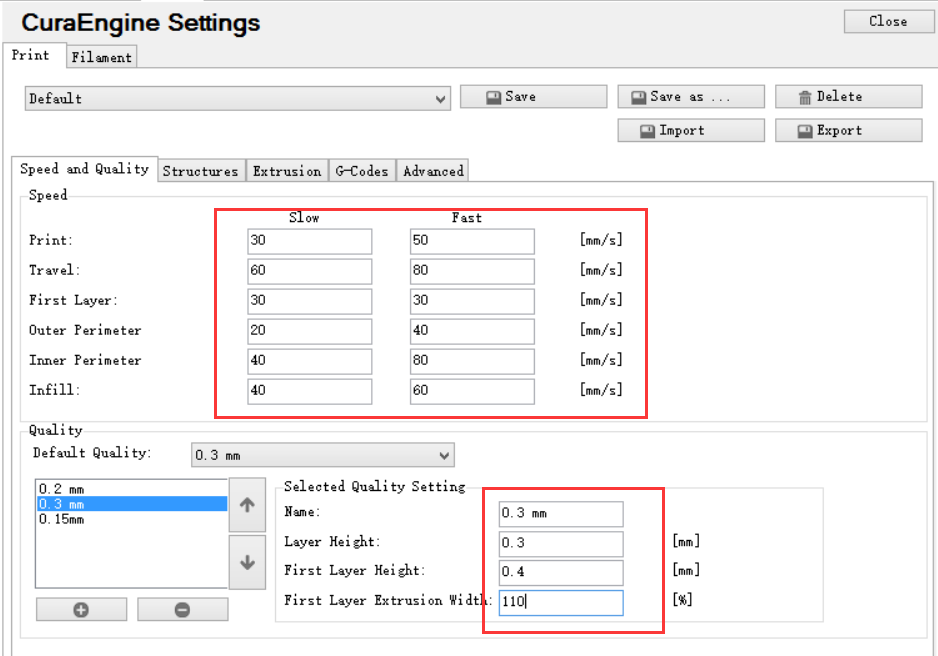 CuraEngine Settings Close
Print Filament
Default Save Save as ... Delete
Import Export
Speed and Quality Structures Extrusion G-Codes Advanced
Speed
Slow Fast
Print: 30 50 [mm/s]
Travel: 60 80 [mm/s]
First Layer: 30 30 [mm/s]
Outer Perimeter 20 40 [mm/s]
Inner Perimeter 40 80 [mm/s]
Infill: 40 60 [mm/s]
Quality
Default Quality: 0.3 mm
0.2 mm
0.3 mm
0.15mm
Selected Quality Setting
Name: 0.3 mm
Layer Height: 0.3 [mm]
First Layer Height: 0.4 [mm]
First Layer Extrusion Width: 110 [%]